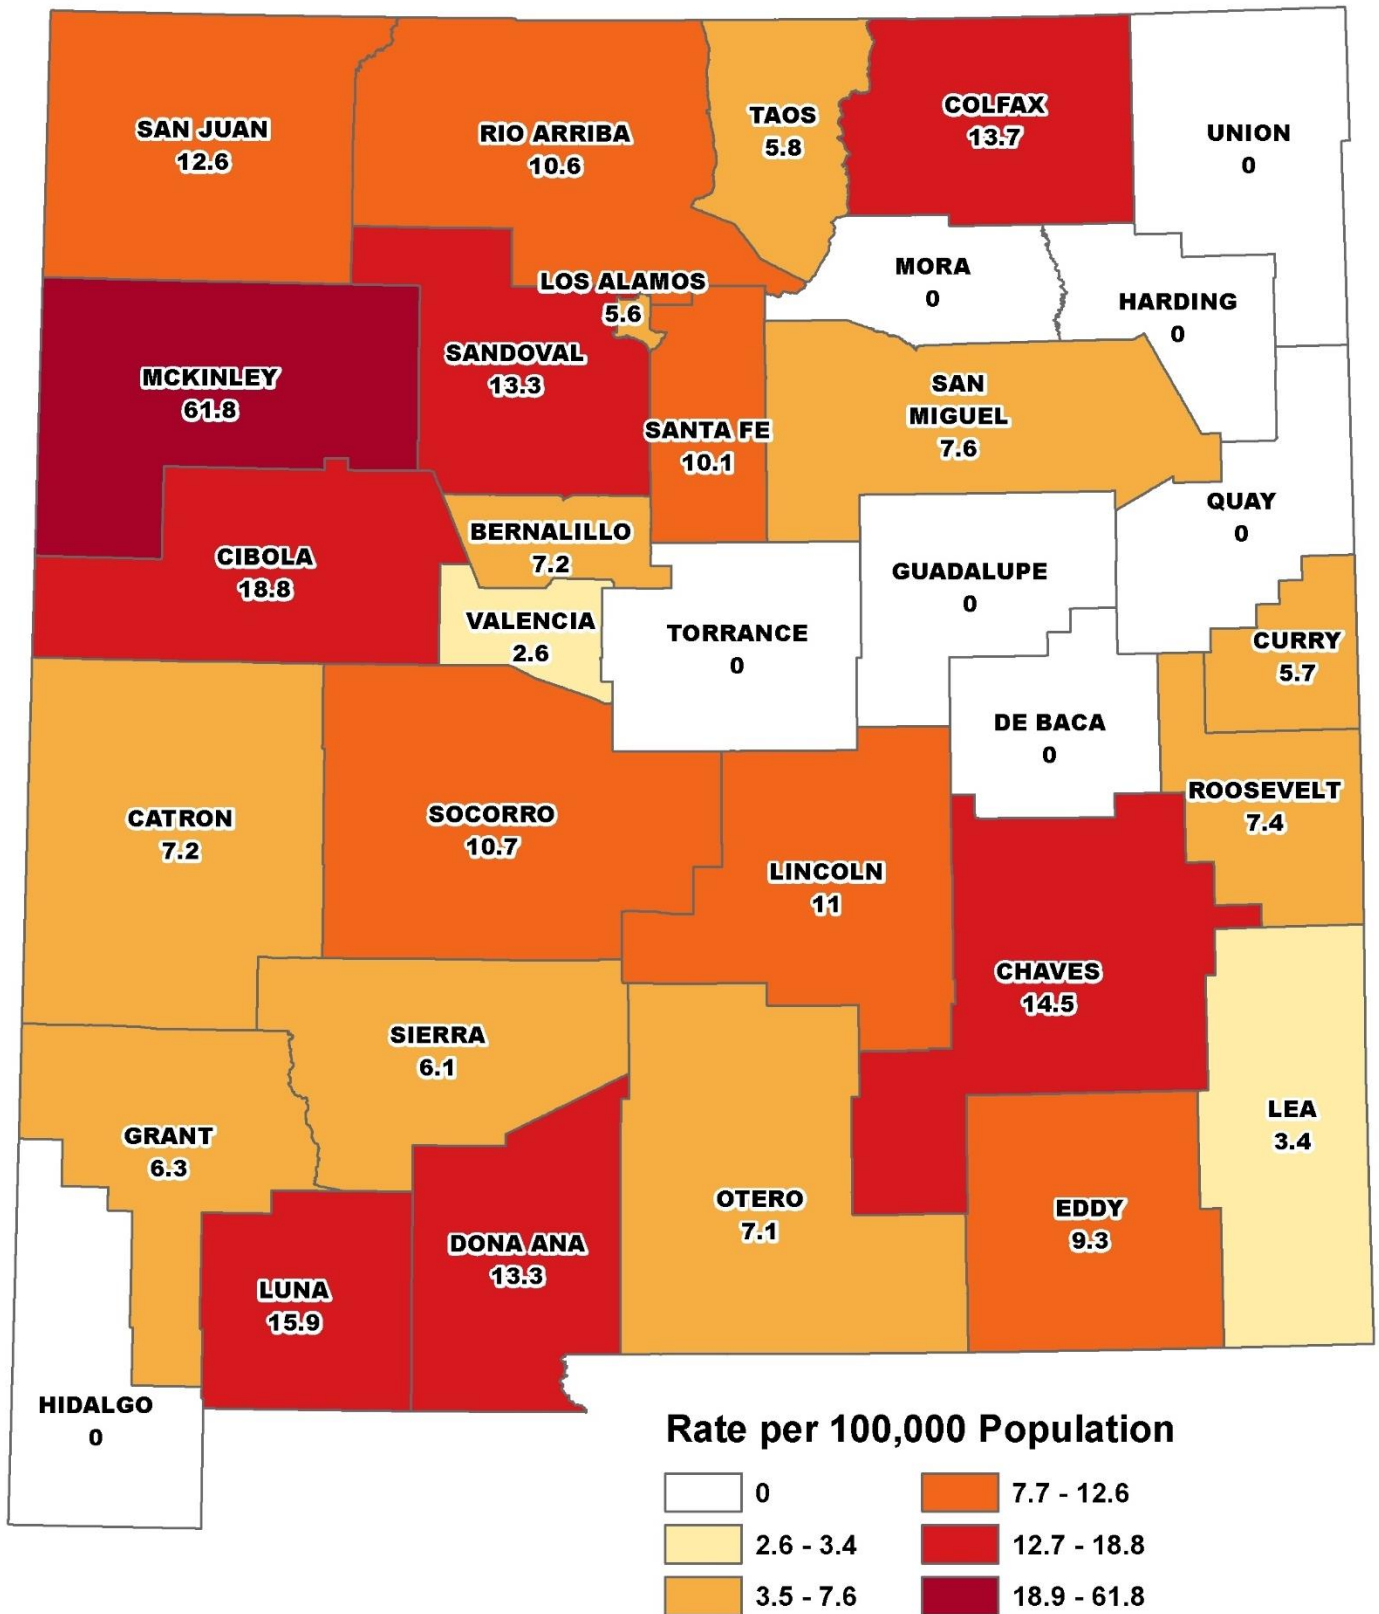 SAN JUAN
12.6
RIO ARRIBA
10.6
TAOS
5.8
COLFAX
13.7
UNION
0
MORA
0
HARDING
0
LOS ALAMOS
5.6
SANDOVAL
13.3
MCKINLEY
61.8
SANTA FE
10.1
SAN
MIGUEL
7.6
QUAY
0
BERNALILLO
7.2
CIBOLA
18.8
GUADALUPE
0
VALENCIA
2.6
TORRANCE
0
CURRY
5.7
DE BACA
0
ROOSEVELT
7.4
CATRON
7.2
SOCORRO
10.7
LINCOLN
11
CHAVES
14.5
SIERRA
6.1
GRANT
6.3
LEA
3.4
OTERO
7.1
EDDY
9.3
DONA ANA
13.3
LUNA
15.9
HIDALGO
0
Rate per 100,000 Population
0
2.6 - 3.4
3.5 - 7.6
7.7 - 12.6
12.7 - 18.8
18.9 - 61.8